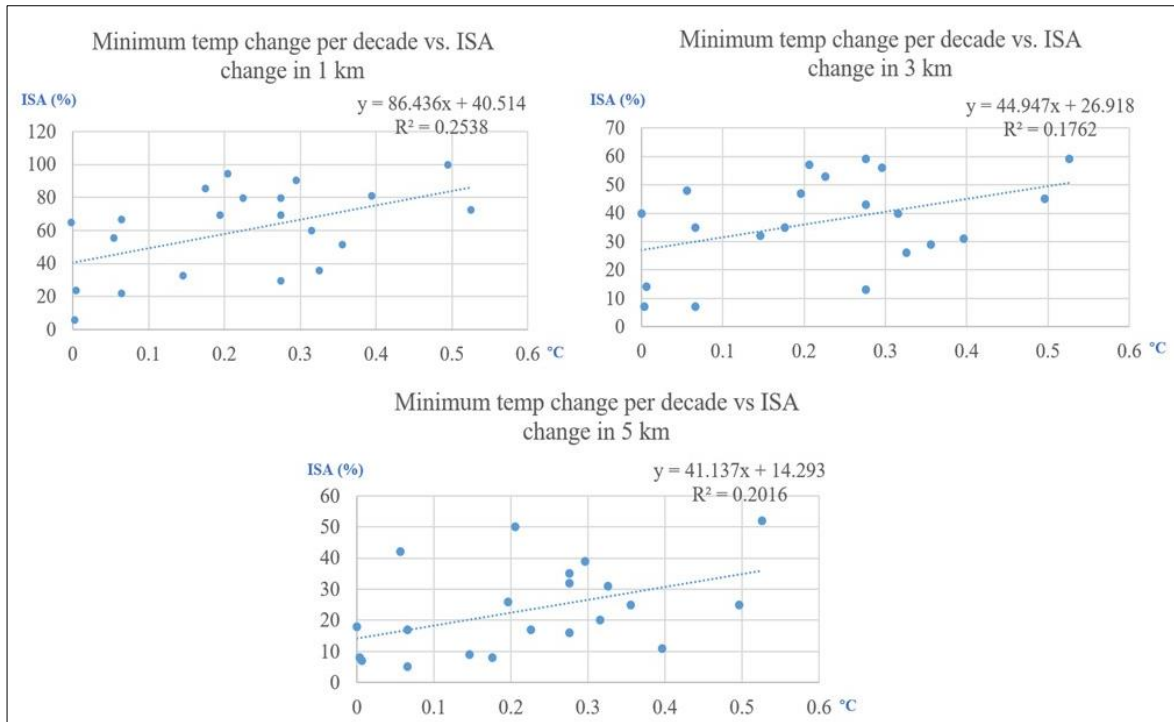 Minimum temp change per decade vs. ISA
change in 1 km
ISA (%)
y = 86.436x + 40.514
R² = 0.2538
120
100
80
60
40
20
0
0 0.1 0.2 0.3 0.4 0.5 0.6 °C
Minimum temp change per decade vs. ISA
change in 3 km
ISA (%)
y = 44.947x + 26.918
R² = 0.1762
70
60
50
40
30
20
10
0
0 0.1 0.2 0.3 0.4 0.5 0.6 °C
Minimum temp change per decade vs ISA
change in 5 km
ISA (%)
y = 41.137x + 14.293
R² = 0.2016
60
50
40
30
20
10
0
0 0.1 0.2 0.3 0.4 0.5 0.6 °C